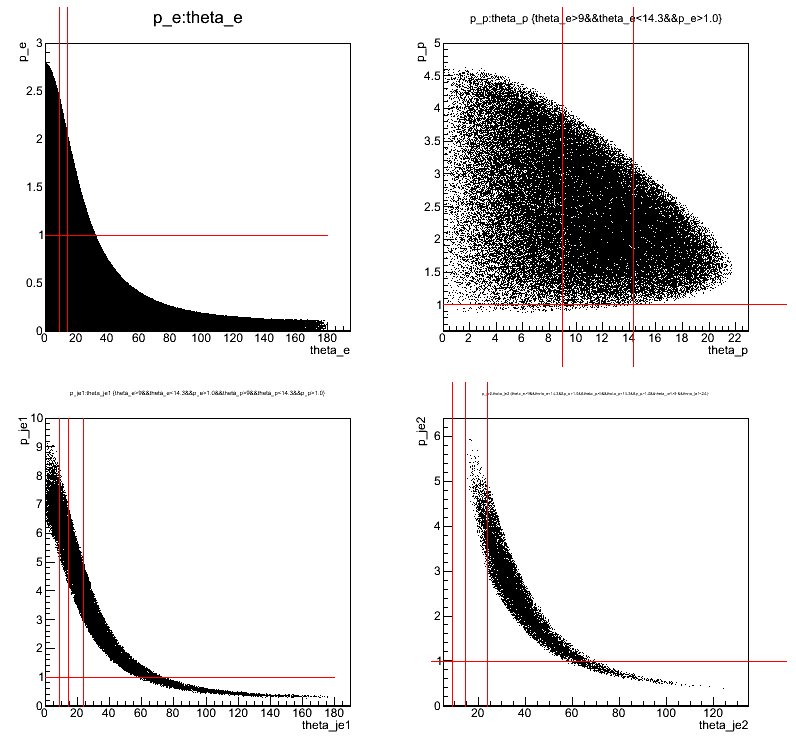 p_e:theta_e
p_e
3
2.5
2
1.5
1
0.5
0
0 20 40 60 80 100 120 140 160 180
theta_e
p_p:theta_p {theta_e>9&&theta_e<14.3&&p_e>1.0}
p_p
5
4.5
4
3.5
3
2.5
2
1.5
1
0 2 4 6 8 10 12 14 16 18 20 22
theta_p
p_je1:theta_je1 {theta_e>9&&theta_e<14.3&&p_e>1.0&&theta_p>9&&theta_p<14.3&&p_p>1.0}
p_je1
10
9
8
7
6
5
4
3
2
1
0
0 20 40 60 80 100 120 140 160 180
theta_je1
p_je2
6
5
4
3
2
1
0
20 40 60 80 100 120
theta_je2